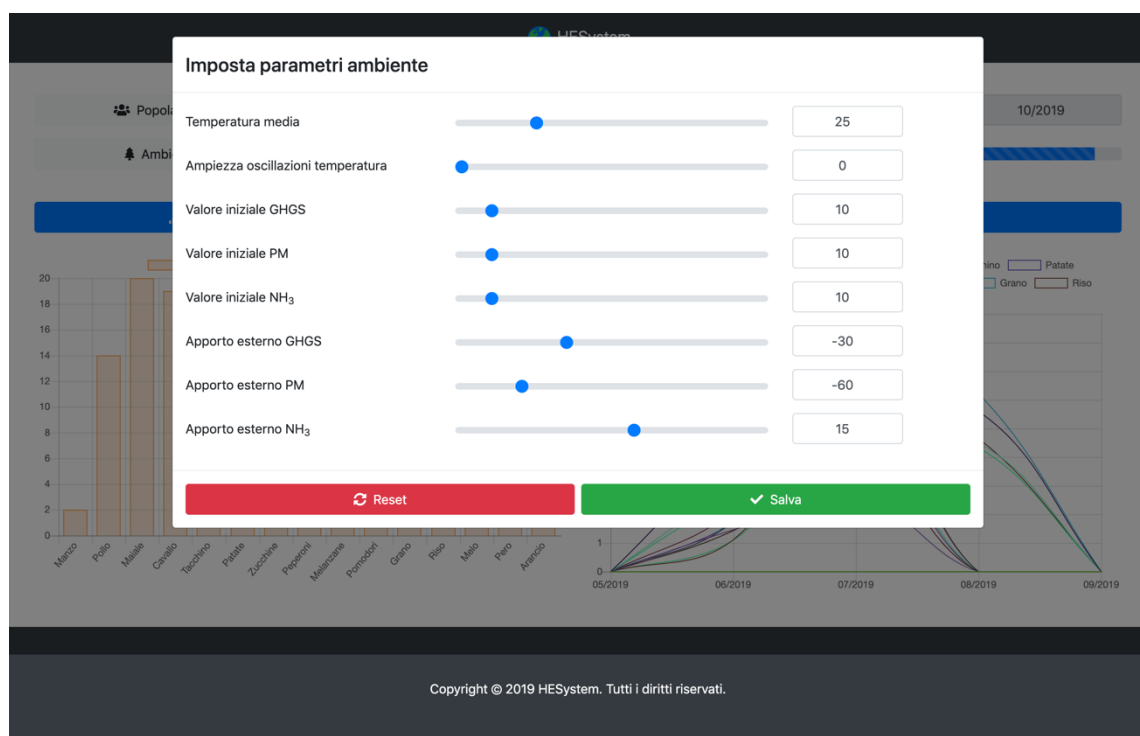 HESystem
Imposta parametri ambiente
Popola
10/2019
Temperatura media 25
Ambi
Ampiezza oscillazioni temperatura 0
Valore iniziale GHGS 10
Valore iniziale PM 10
Valore iniziale NH₃ 10
Apporto esterno GHGS -30
Apporto esterno PM -60
Apporto esterno NH₃ 15
Reset Salva
Patate
Grano Riso
20
18
16
14
12
10
8
6
4
2
0
Manzo Pollo Maiale Cavallo Tacchino Patate Zucchine Peperoni Melanzane Pomodori Grano Riso Melo Pero Arancio
1
0
05/2019 06/2019 07/2019 08/2019 09/2019
Copyright © 2019 HESystem. Tutti i diritti riservati.